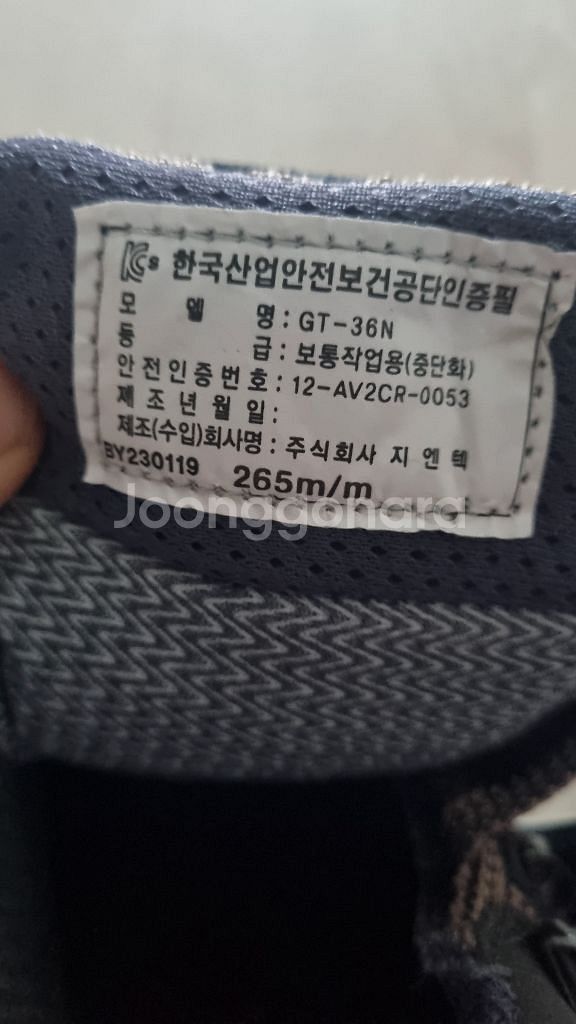 KCs 한국산업안전보건공단인증필
모 델 명 : GT-36N
등 급 : 보통작업용(중단화)
안전인증번호 : 12-AV2CR-0053
제조년월일 :
제조(수입)회사명 : 주식회사 지엔텍
BY230119 265m/m
Joonggonara